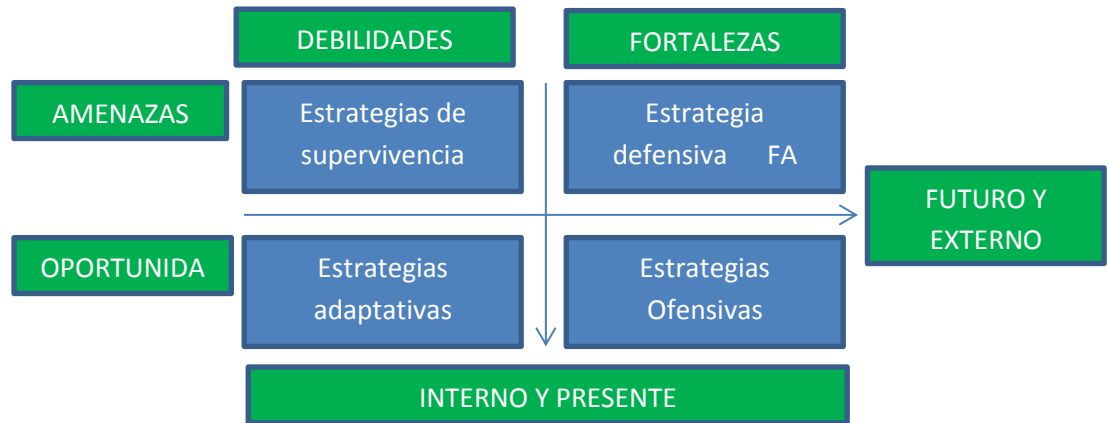 DEBILIDADES
FORTALEZAS
AMENAZAS
Estrategias de
supervivencia
Estrategia
defensiva FA
FUTURO Y
EXTERNO
OPORTUNIDA
Estrategias
adaptativas
Estrategias
Ofensivas
INTERNO Y PRESENTE